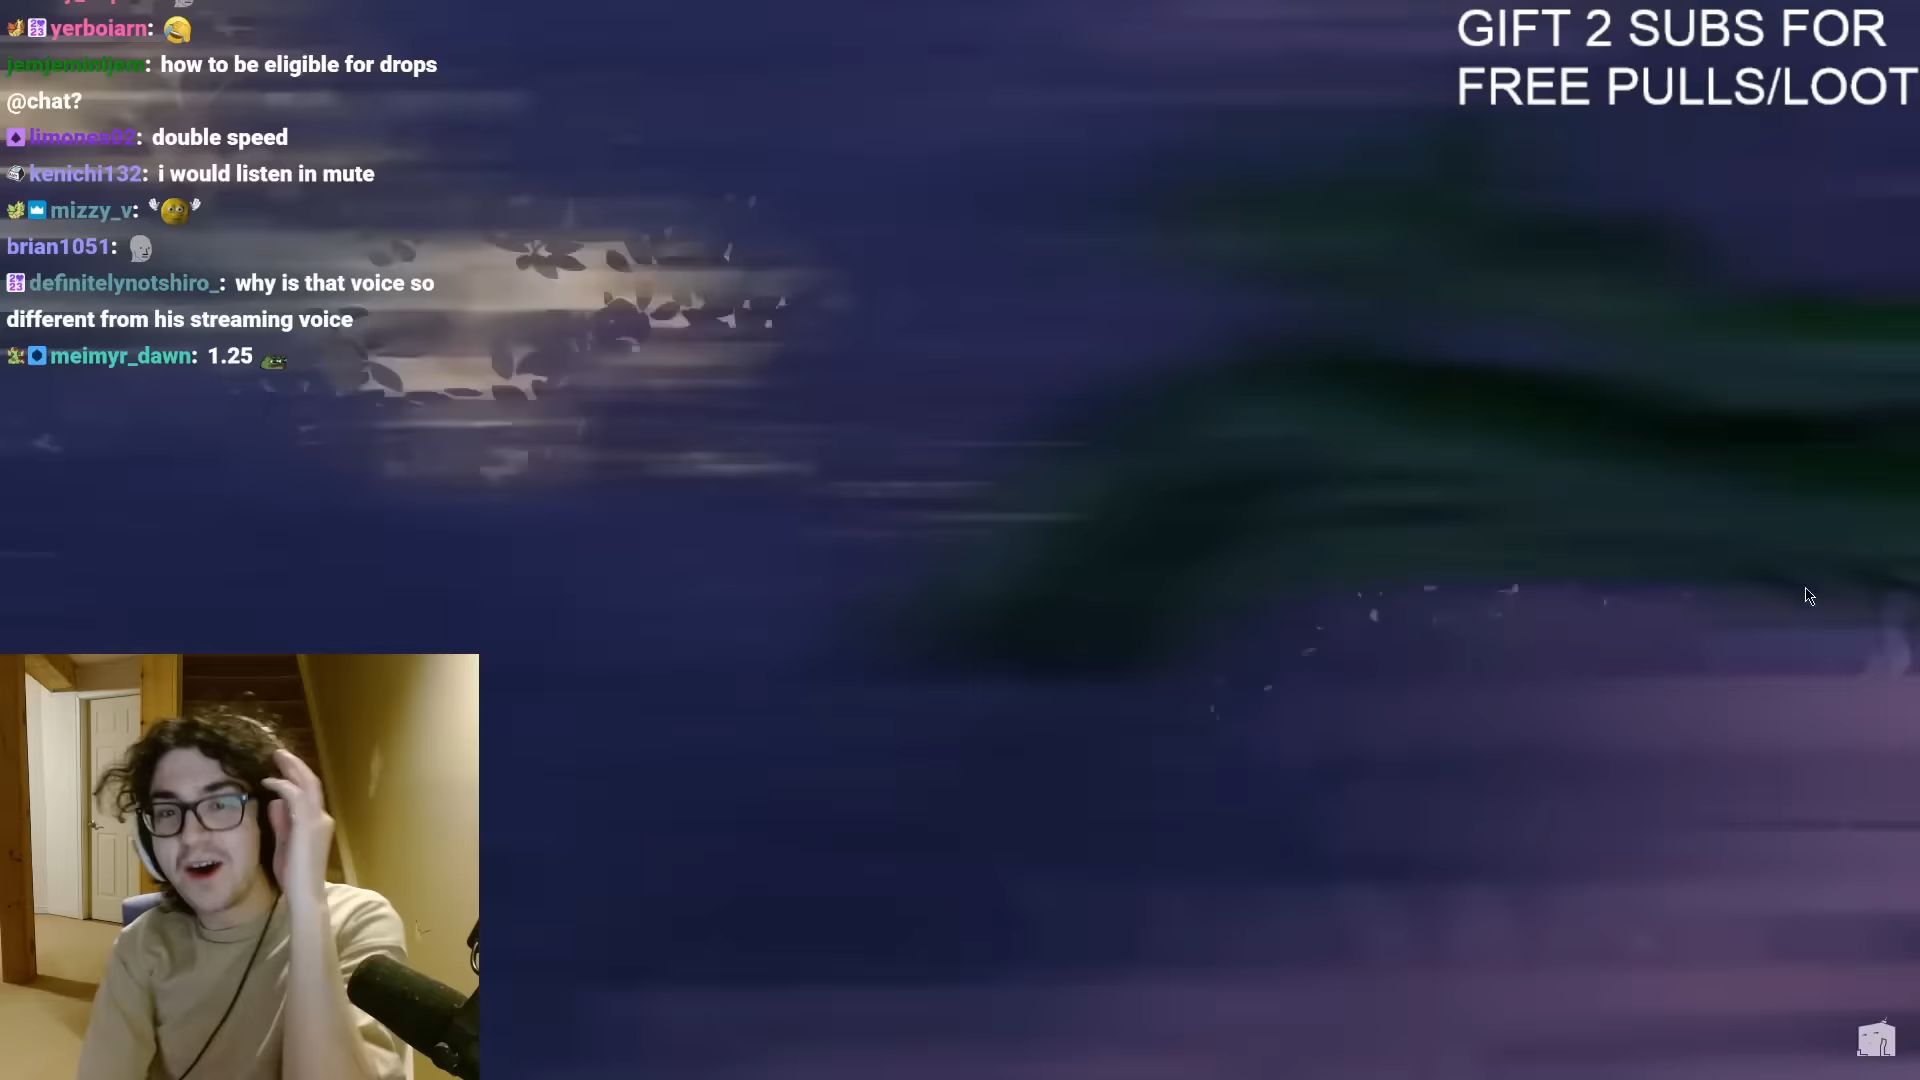 yerboiarn:
jemjeminijem: how to be eligible for drops
@chat?
limones02: double speed
kenichi132: i would listen in mute
mizzy_v:
brian1051:
definitelynotshiro_: why is that voice so
different from his streaming voice
meimyr_dawn: 1.25
GIFT 2 SUBS FOR
FREE PULLS/LOOT